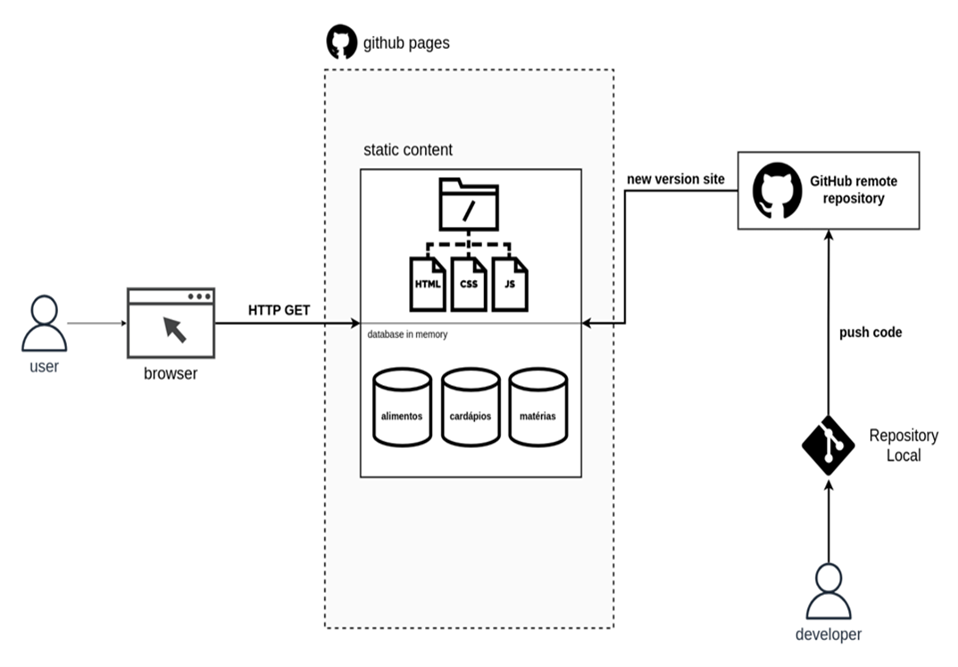 github pages
static content
HTML
CSS
JS
database in memory
alimentos
cardápios
matérias
HTTP GET
user
browser
new version site
GitHub remote
repository
push code
Repository
Local
developer